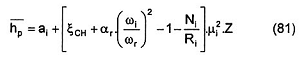 h̅p̅ = aᵢ + [ξCH + αᵣ.(ωᵢ/ωᵣ)² -1- Nᵢ/Rᵢ].μᵢ².Z (81)